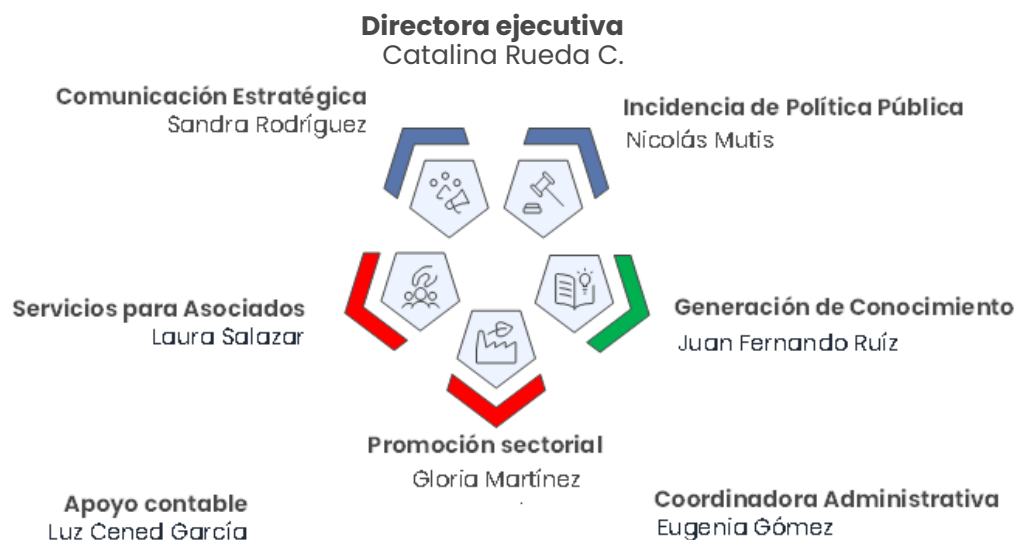 Directora ejecutiva
Catalina Rueda C.
Comunicación Estratégica
Sandra Rodríguez
Incidencia de Política Pública
Nicolás Mutis
Servicios para Asociados
Laura Salazar
Generación de Conocimiento
Juan Fernando Ruíz
Promoción sectorial
Gloria Martínez
Apoyo contable
Luz Cened García
Coordinadora Administrativa
Eugenia Gómez